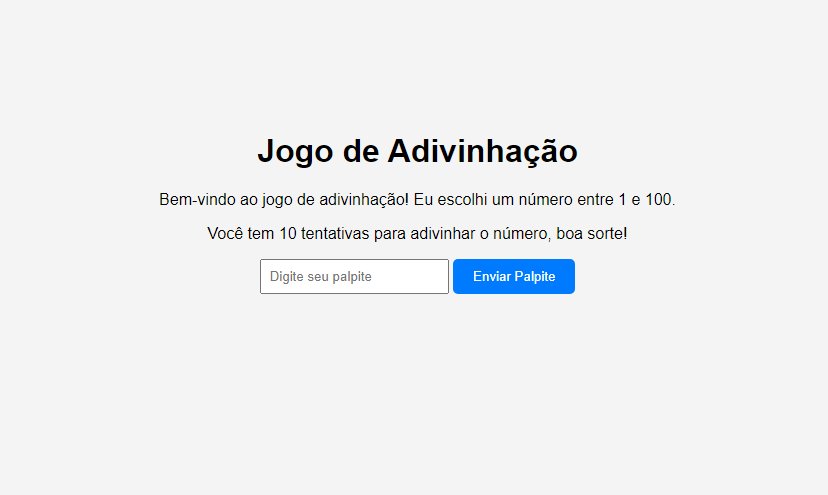 Jogo de Adivinhação
Bem-vindo ao jogo de adivinhação! Eu escolhi um número entre 1 e 100.
Você tem 10 tentativas para adivinhar o número, boa sorte!
Digite seu palpite
Enviar Palpite